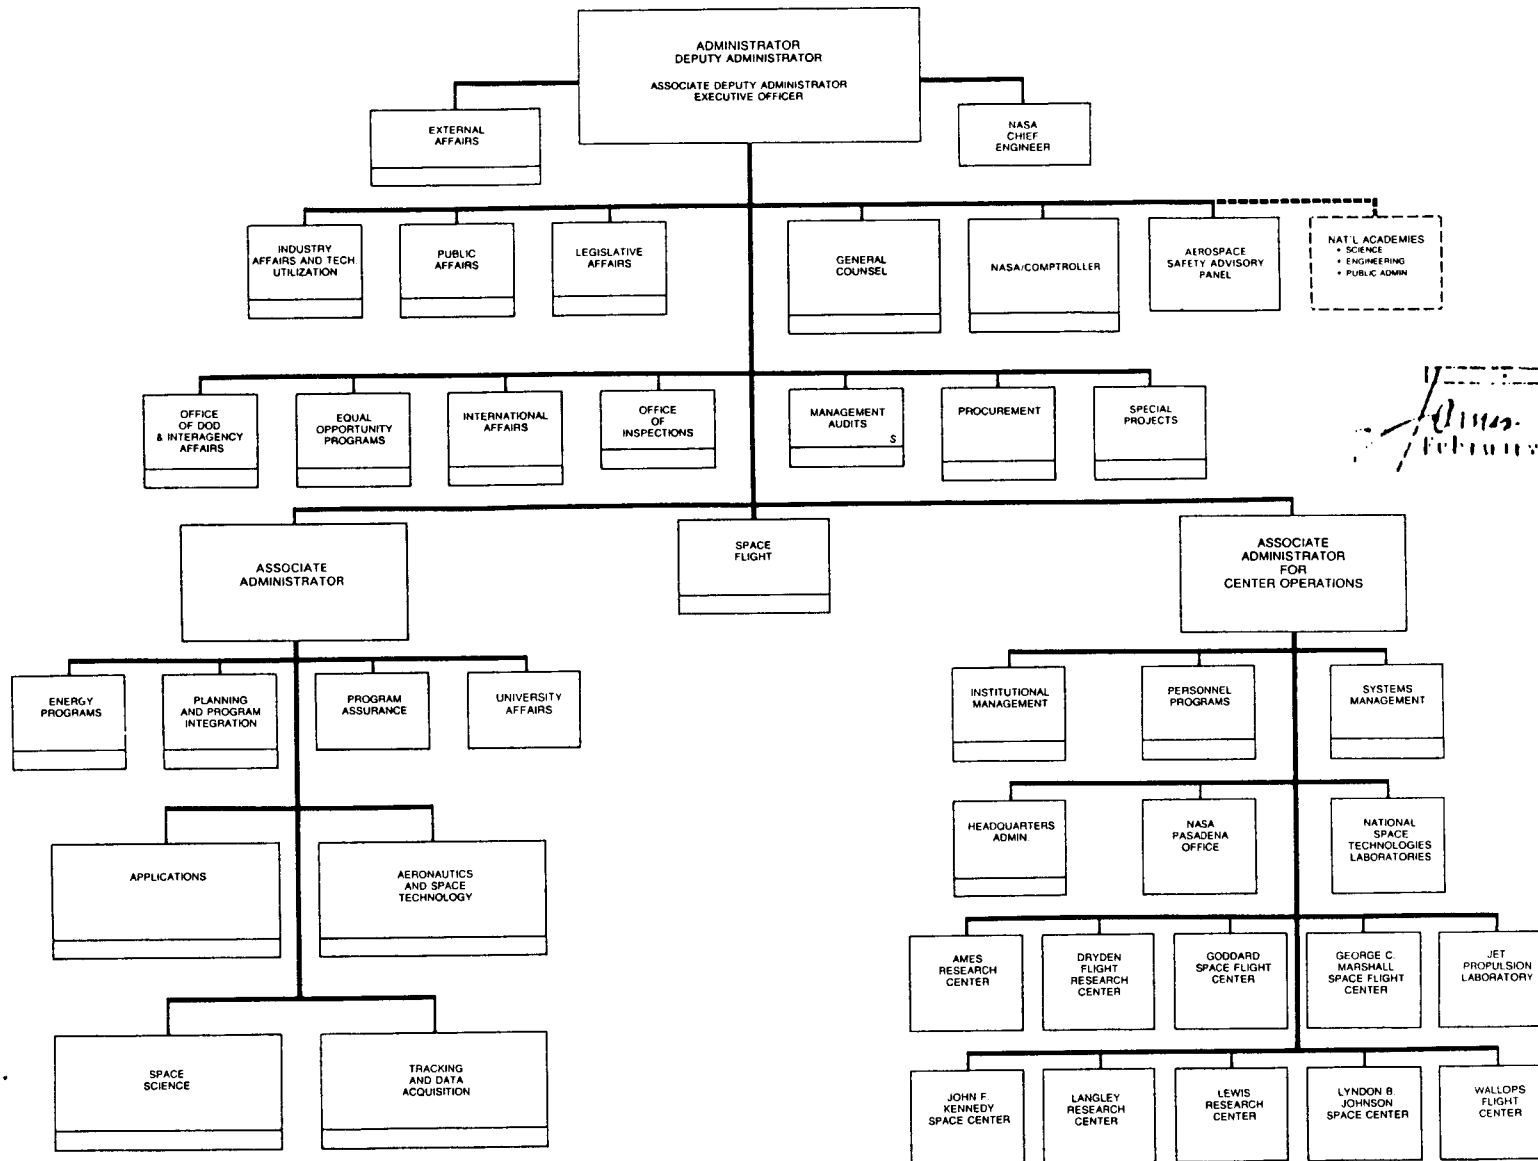 ADMINISTRATOR
DEPUTY ADMINISTRATOR
ASSOCIATE DEPUTY ADMINISTRATOR
EXECUTIVE OFFICER
EXTERNAL
AFFAIRS
NASA
CHIEF
ENGINEER
INDUSTRY
AFFAIRS AND TECH.
UTILIZATION
PUBLIC
AFFAIRS
LEGISLATIVE
AFFAIRS
GENERAL
COUNSEL
NASA/COMPTROLLER
AEROSPACE
SAFETY ADVISORY
PANEL
NAT'L ACADEMIES
• SCIENCE
• ENGINEERING
• PUBLIC ADMIN
OFFICE
OF DOD
& INTERAGENCY
AFFAIRS
EQUAL
OPPORTUNITY
PROGRAMS
INTERNATIONAL
AFFAIRS
OFFICE
OF
INSPECTIONS
MANAGEMENT
AUDITS
S
PROCUREMENT
SPECIAL
PROJECTS
ASSOCIATE
ADMINISTRATOR
SPACE
FLIGHT
ASSOCIATE
ADMINISTRATOR
FOR
CENTER OPERATIONS
ENERGY
PROGRAMS
PLANNING
AND PROGRAM
INTEGRATION
PROGRAM
ASSURANCE
UNIVERSITY
AFFAIRS
INSTITUTIONAL
MANAGEMENT
PERSONNEL
PROGRAMS
SYSTEMS
MANAGEMENT
APPLICATIONS
AERONAUTICS
AND SPACE
TECHNOLOGY
HEADQUARTERS
ADMIN.
NASA
PASADENA
OFFICE
NATIONAL
SPACE
TECHNOLOGIES
LABORATORIES
SPACE
SCIENCE
TRACKING
AND DATA
ACQUISITION
AMES
RESEARCH
CENTER
DRYDEN
FLIGHT
RESEARCH
CENTER
GODDARD
SPACE FLIGHT
CENTER
GEORGE C.
MARSHALL
SPACE FLIGHT
CENTER
JET
PROPULSION
LABORATORY
JOHN F.
KENNEDY
SPACE CENTER
LANGLEY
RESEARCH
CENTER
LEWIS
RESEARCH
CENTER
LYNDON B.
JOHNSON
SPACE CENTER
WALLOPS
FLIGHT
CENTER